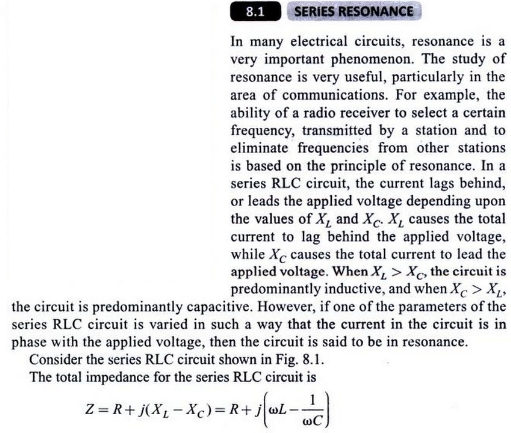 8.1 SERIES RESONANCE
In many electrical circuits, resonance is a
very important phenomenon. The study of
resonance is very useful, particularly in the
area of communications. For example, the
ability of a radio receiver to select a certain
frequency, transmitted by a station and to
eliminate frequencies from other stations
is based on the principle of resonance. In a
series RLC circuit, the current lags behind,
or leads the applied voltage depending upon
the values of X_L and X_C. X_L causes the total
current to lag behind the applied voltage,
while X_C causes the total current to lead the
applied voltage. When X_L > X_C, the circuit is
predominantly inductive, and when X_C > X_L,
the circuit is predominantly capacitive. However, if one of the parameters of the
series RLC circuit is varied in such a way that the current in the circuit is in
phase with the applied voltage, then the circuit is said to be in resonance.
Consider the series RLC circuit shown in Fig. 8.1.
The total impedance for the series RLC circuit is
Z = R + j(X_L − X_C) = R + j(ωL − 1/ωC)